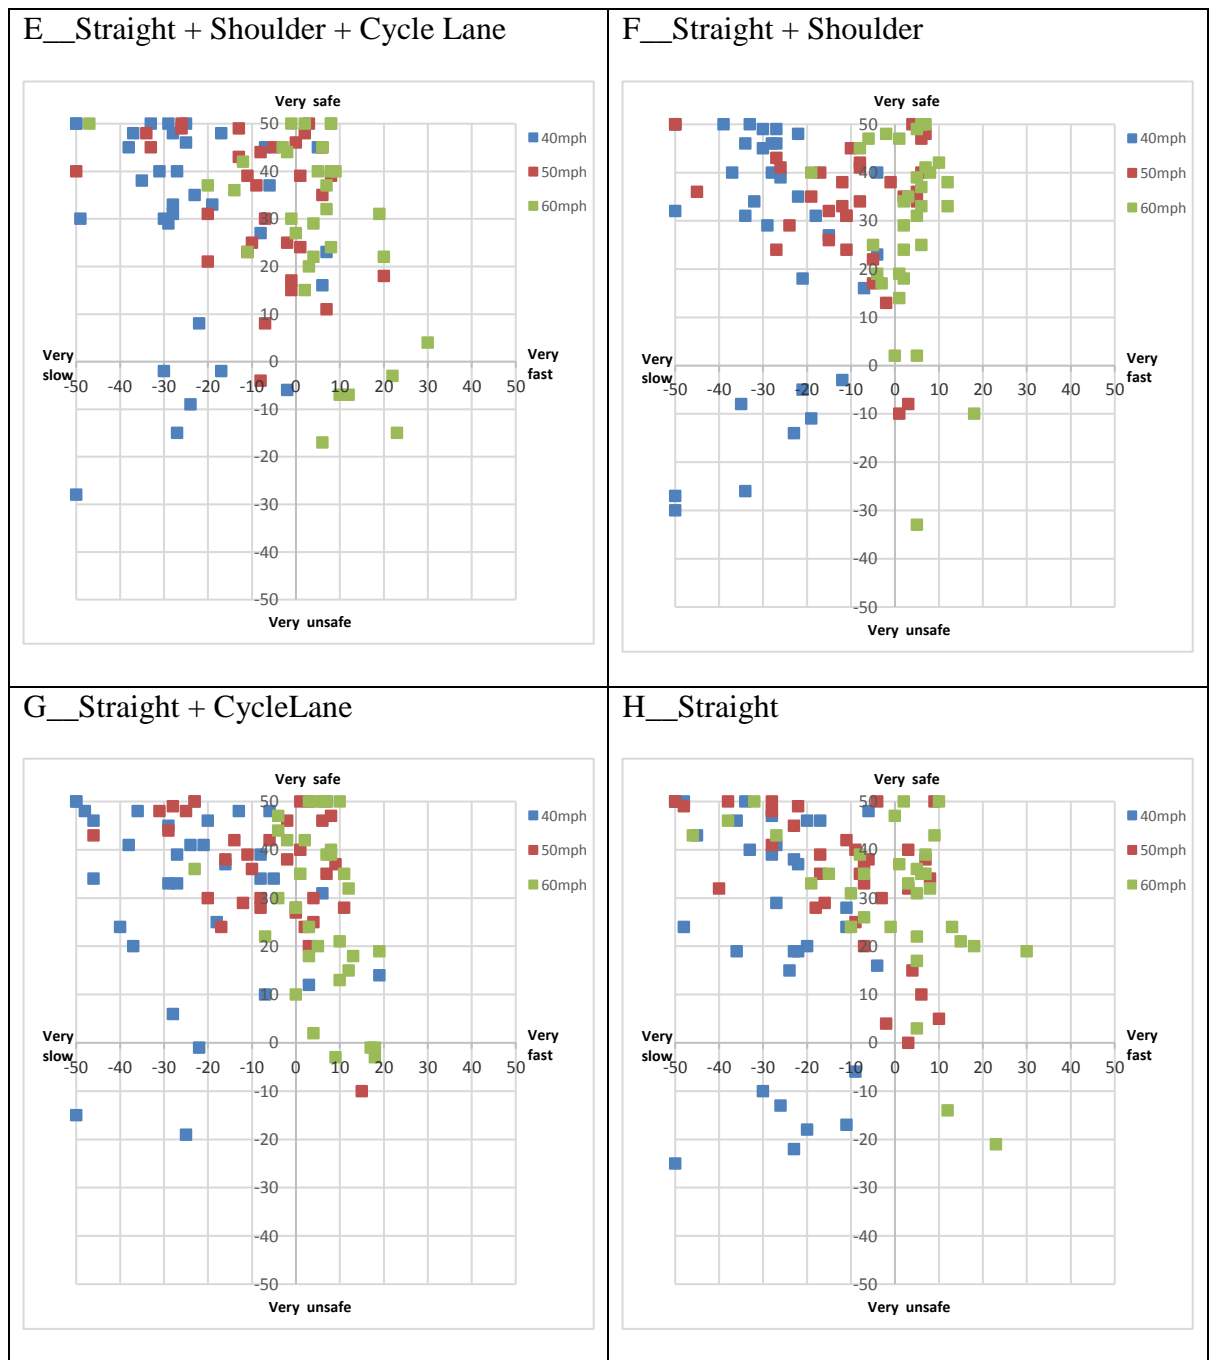 E__Straight + Shoulder + Cycle Lane
Very safe
50
40
30
20
10
0
-10
-20
-30
-40
-50
-50 -40 -30 -20 -10 0 10 20 30 40 50
Very slow
Very fast
Very unsafe
40mph
50mph
60mph
F__Straight + Shoulder
Very safe
50
40
30
20
10
0
-10
-20
-30
-40
-50
-50 -40 -30 -20 -10 0 10 20 30 40 50
Very slow
Very fast
Very unsafe
40mph
50mph
60mph
G__Straight + CycleLane
Very safe
50
40
30
20
10
0
-10
-20
-30
-40
-50
-50 -40 -30 -20 -10 0 10 20 30 40 50
Very slow
Very fast
Very unsafe
40mph
50mph
60mph
H__Straight
Very safe
50
40
30
20
10
0
-10
-20
-30
-40
-50
-50 -40 -30 -20 -10 0 10 20 30 40 50
Very slow
Very fast
Very unsafe
40mph
50mph
60mph